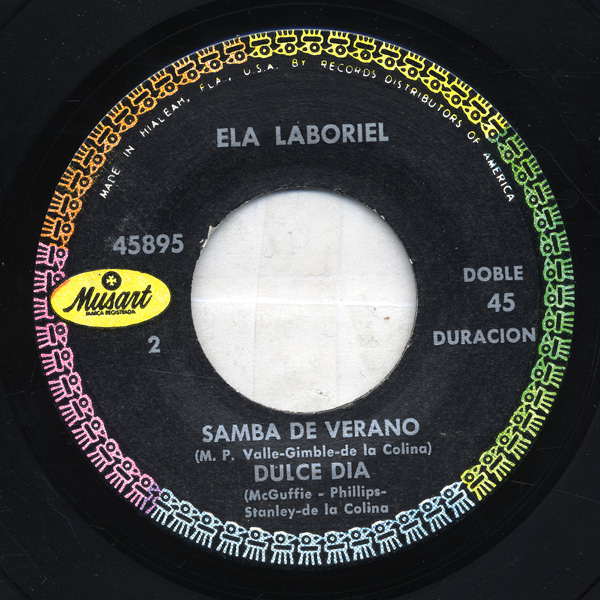 MADE IN HIALEAH, FLA., U.S.A. BY RECORDS DISTRIBUTORS OF AMERICA
ELA LABORIEL
45895
Musart
MARCA REGISTRADA
2
DOBLE
45
DURACION
SAMBA DE VERANO
(M. P. Valle-Gimble-de la Colina)
DULCE DIA
(McGuffie - Phillips-
Stanley-de la Colina